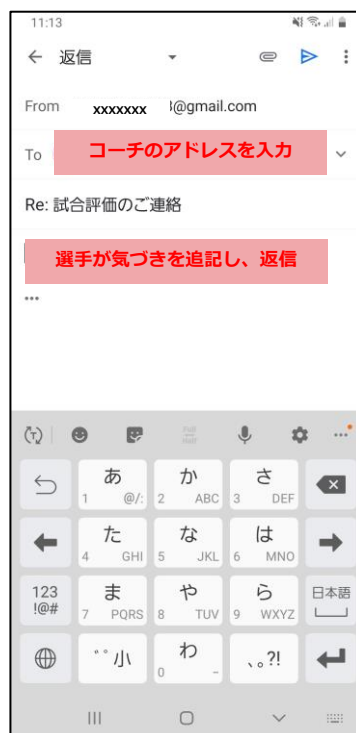 11:13
返信
From xxxxxxx @gmail.com
To コーチのアドレスを入力
Re: 試合評価のご連絡
選手が気づきを追記し、返信
•••
あ 1 @/:
か 2 ABC
さ 3 DEF
た 4 GHI
な 5 JKL
は 6 MNO
123
!@#
ま 7 PQRS
や 8 TUV
ら 9 WXYZ
日本語
゛゜小
わ 0 -
、。?!